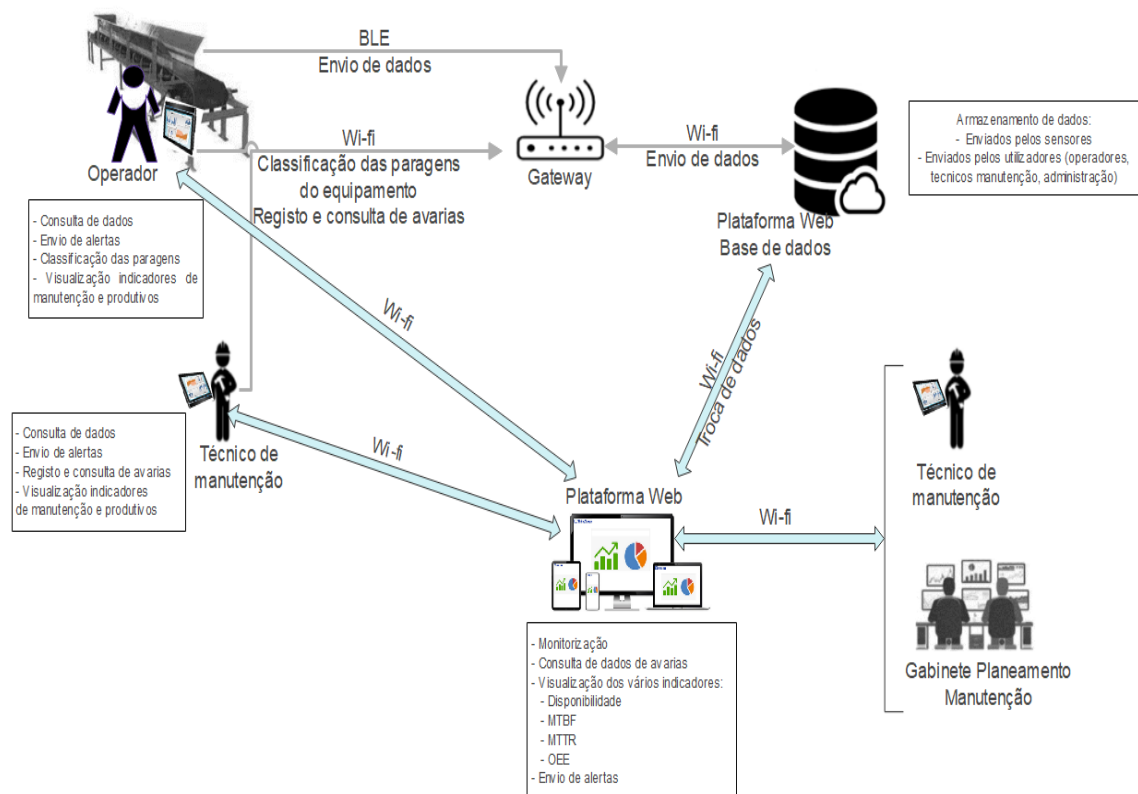 BLE
Envio de dados
Operador
Wi-fi
Classificação das paragens
do equipamento
Registo e consulta de avarias
Gateway
Wi-fi
Envio de dados
Plataforma Web
Base de dados
Armazenamento de dados:
- Enviados pelos sensores
- Enviados pelos utilizadores (operadores,
tecnicos manutenção, administração)
- Consulta de dados
- Envio de alertas
- Classificação das paragens
- Visualização indicadores de
manutenção e produtivos
Wi-fi
Wi-fi
Troca de dados
Técnico de
manutenção
- Consulta de dados
- Envio de alertas
- Registo e consulta de avarias
- Visualização indicadores
de manutenção e produtivos
Wi-fi
Plataforma Web
Wi-fi
Técnico de
manutenção
Gabinete Planeamento
Manutenção
- Monitorização
- Consulta de dados de avarias
- Visualização dos vários indicadores:
- Disponibilidade
- MTBF
- MTTR
- OEE
- Envio de alertas